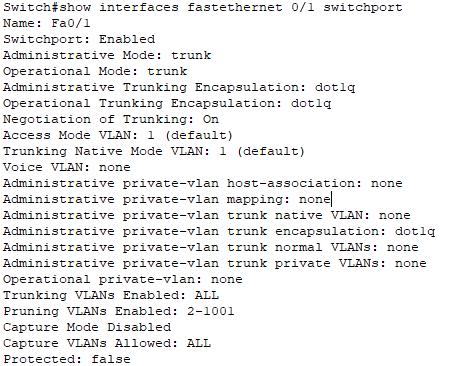 Switch#show interfaces fastethernet 0/1 switchport
Name: Fa0/1
Switchport: Enabled
Administrative Mode: trunk
Operational Mode: trunk
Administrative Trunking Encapsulation: dot1q
Operational Trunking Encapsulation: dot1q
Negotiation of Trunking: On
Access Mode VLAN: 1 (default)
Trunking Native Mode VLAN: 1 (default)
Voice VLAN: none
Administrative private-vlan host-association: none
Administrative private-vlan mapping: none
Administrative private-vlan trunk native VLAN: none
Administrative private-vlan trunk encapsulation: dot1q
Administrative private-vlan trunk normal VLANs: none
Administrative private-vlan trunk private VLANs: none
Operational private-vlan: none
Trunking VLANs Enabled: ALL
Pruning VLANs Enabled: 2-1001
Capture Mode Disabled
Capture VLANs Allowed: ALL
Protected: false